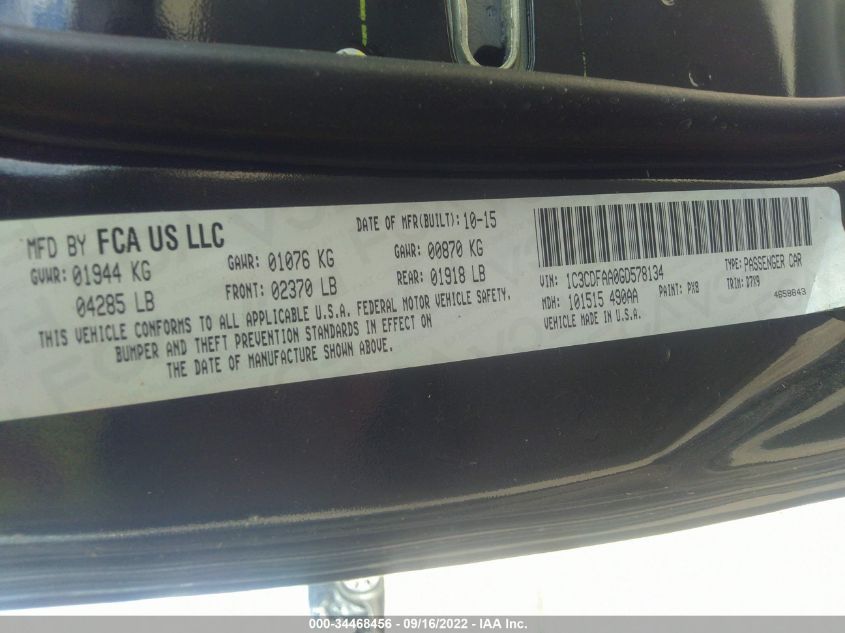 MFD BY FCA US LLC
DATE OF MFR(BUILT): 10-15
GVWR: 01944 KG
04285 LB
GAWR: 01076 KG
FRONT: 02370 LB
GAWR: 00870 KG
REAR: 01918 LB
THIS VEHICLE CONFORMS TO ALL APPLICABLE U.S.A. FEDERAL MOTOR VEHICLE SAFETY,
BUMPER AND THEFT PREVENTION STANDARDS IN EFFECT ON
THE DATE OF MANUFACTURE SHOWN ABOVE.
VIN: 1C3CDFAA0GD578134
TYPE: PASSENGER CAR
MDH: 101515 490AA
PAINT: PX8
TRIM: D7X9
VEHICLE MADE IN U.S.A.
4658843
000-34468456 - 09/16/2022 - IAA Inc.